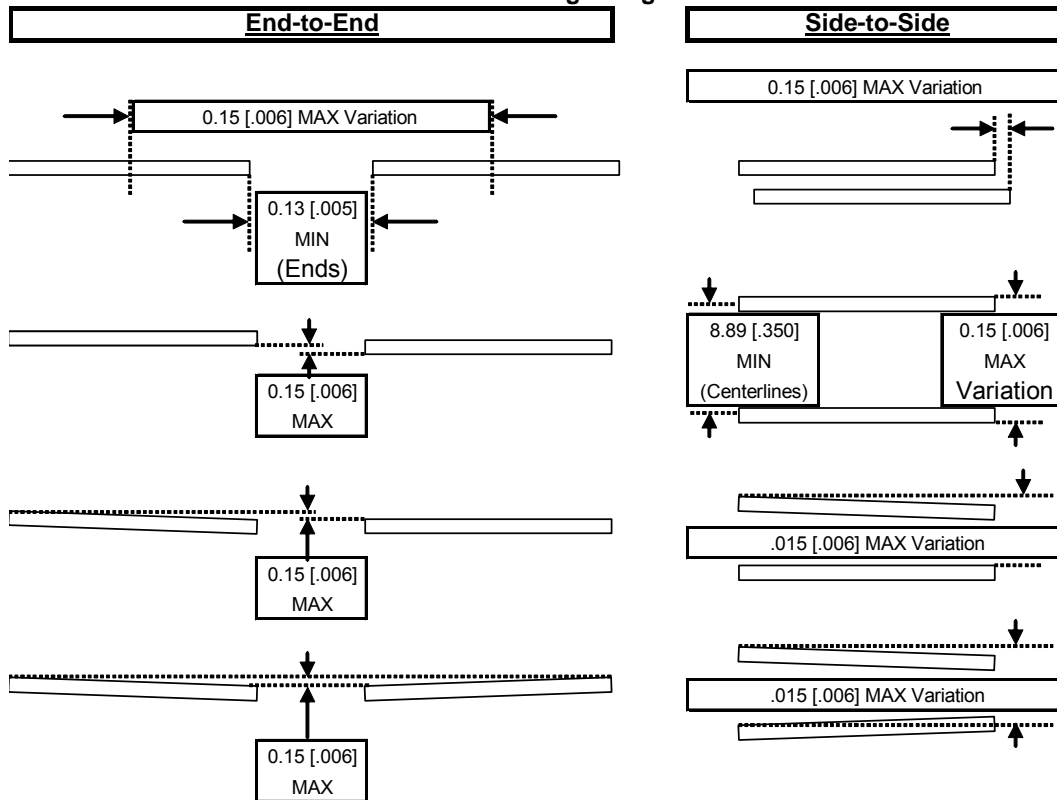 End-to-End
0.15 [.006] MAX Variation
0.13 [.005]
MIN
(Ends)
0.15 [.006]
MAX
0.15 [.006]
MAX
0.15 [.006]
MAX
Side-to-Side
0.15 [.006] MAX Variation
8.89 [.350]
MIN
(Centerlines)
0.15 [.006]
MAX
Variation
.015 [.006] MAX Variation
.015 [.006] MAX Variation